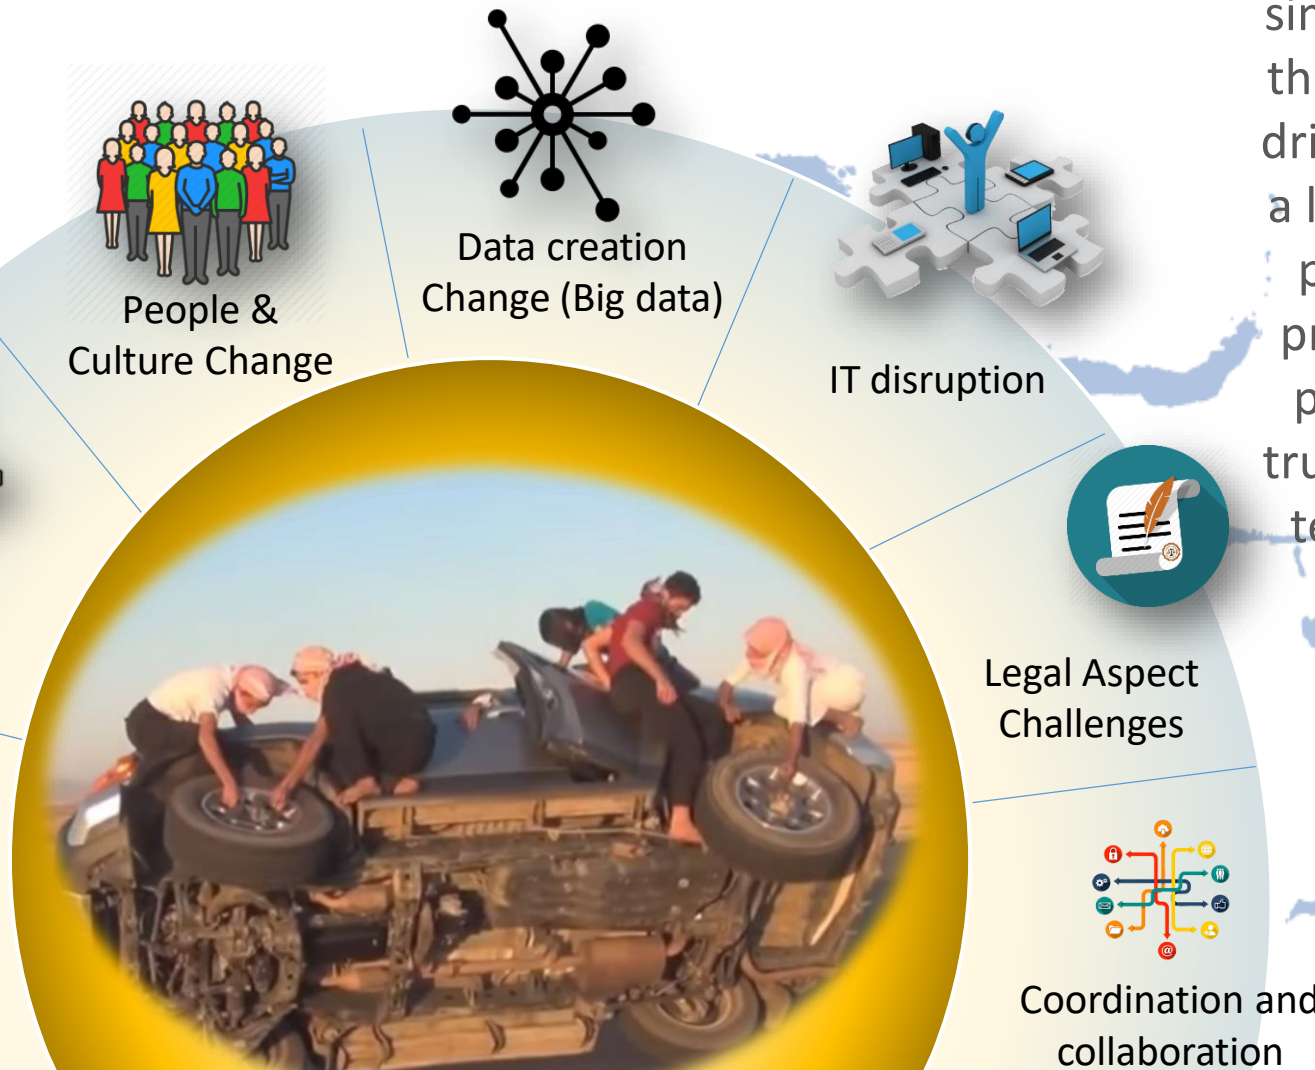 People &
Culture Change
Data creation
Change (Big data)
IT disruption
Legal Aspect
Challenges
Coordination and
collaboration
a